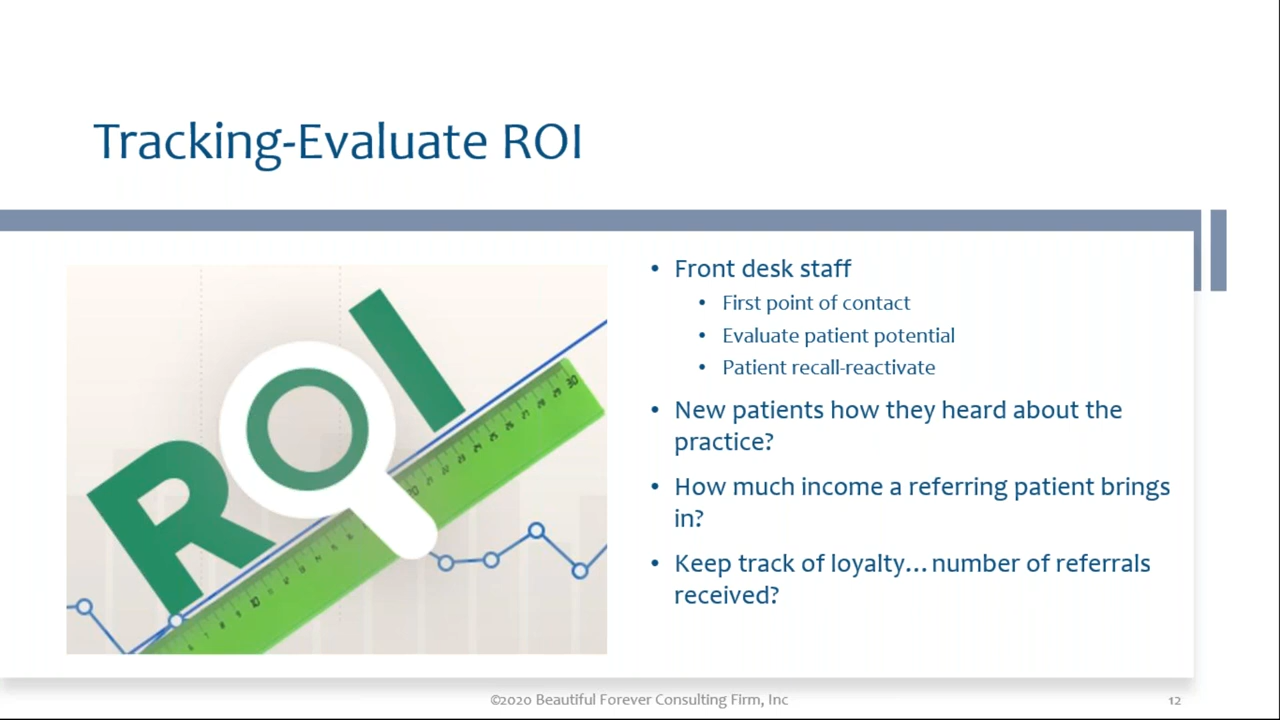 Tracking-Evaluate ROI
ROI
• Front desk staff
• First point of contact
• Evaluate patient potential
• Patient recall-reactivate
• New patients how they heard about the
practice?
• How much income a referring patient brings
in?
• Keep track of loyalty... number of referrals
received?
©2020 Beautiful Forever Consulting Firm, Inc
12